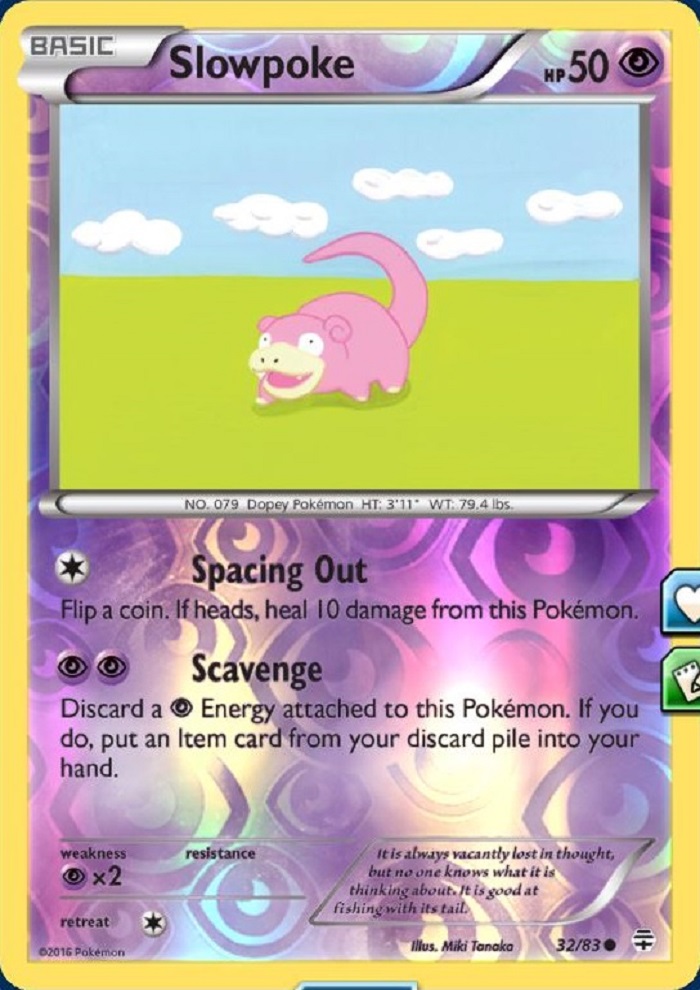 BASIC Slowpoke HP50
NO. 079 Dopey Pokémon HT: 3'11" WT: 79.4 lbs.
Spacing Out
Flip a coin. If heads, heal 10 damage from this Pokémon.
Scavenge
Discard a Energy attached to this Pokémon. If you
do, put an Item card from your discard pile into your
hand.
weakness resistance
x2
retreat
It is always vacantly lost in thought,
but no one knows what it is
thinking about. It is good at
fishing with its tail.
©2016 Pokémon
Illus. Miki Tanaka 32/83